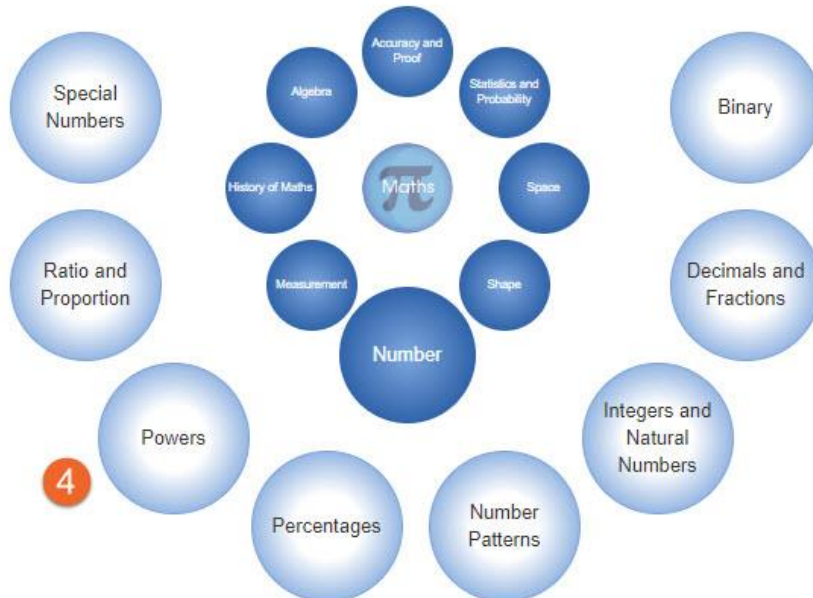 Accuracy and
Proof
Special
Numbers
Algebra
Statistics and
Probability
Binary
History of Maths
π
Maths
Space
Ratio and
Proportion
Measurement
Shape
Decimals and
Fractions
Number
Powers
Integers and
Natural
Numbers
4
Percentages
Number
Patterns